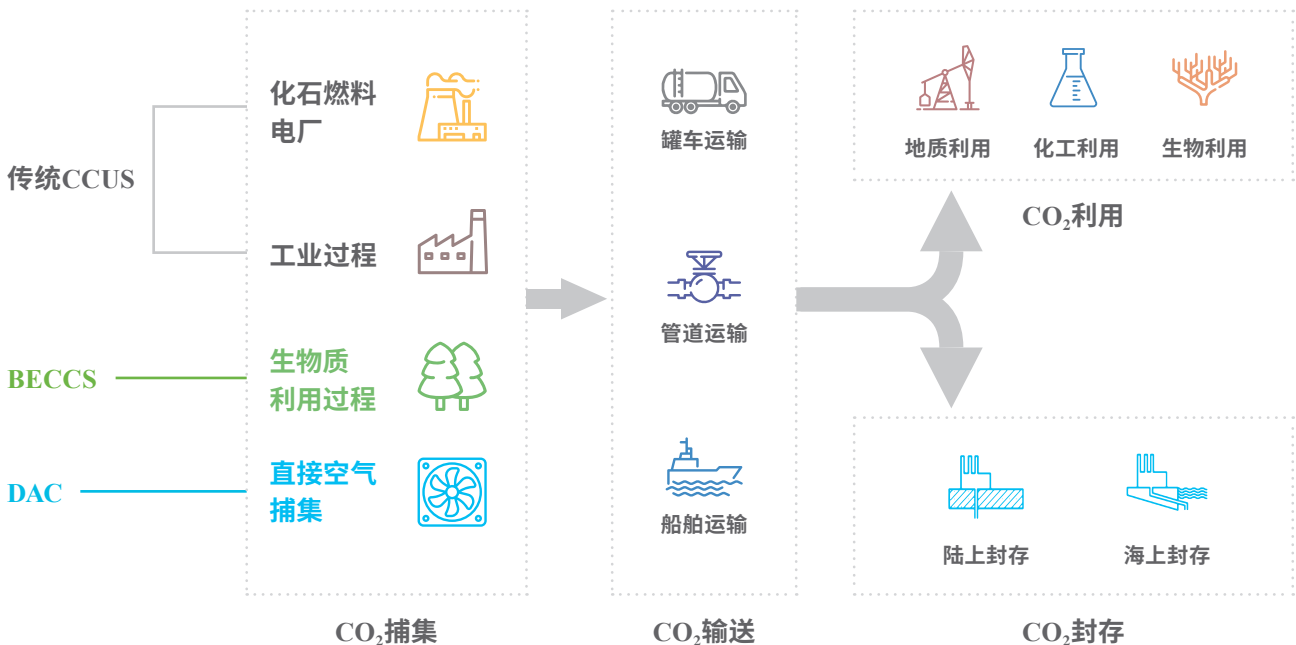 传统CCUS
BECCS
DAC
化石燃料
电厂
工业过程
生物质
利用过程
直接空气
捕集
CO₂捕集
罐车运输
管道运输
船舶运输
CO₂输送
地质利用
化工利用
生物利用
CO₂利用
陆上封存
海上封存
CO₂封存